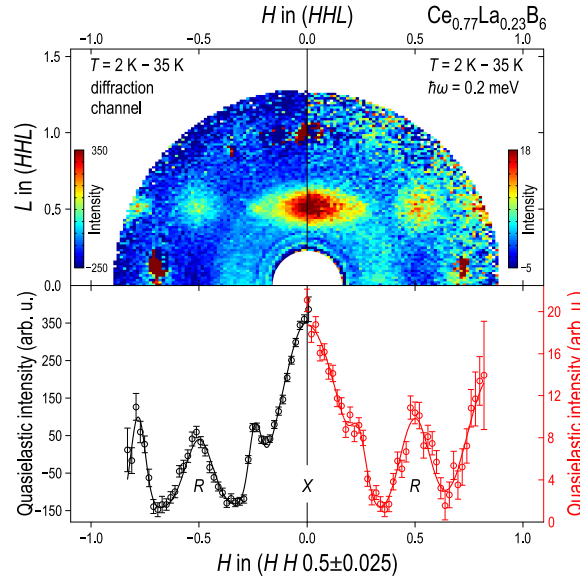 H in (HHL)
Ce0.77La0.23B6
−1.0 −0.5 0.0 0.5 1.0
T = 2 K − 35 K
diffraction
channel
T = 2 K − 35 K
ħω = 0.2 meV
L in (HHL)
1.5
1.0
0.5
0.0
350
Intensity
−250
18
Intensity
−5
Quasielastic intensity (arb. u.)
350
250
150
50
−50
−150
R
X
R
Quasielastic intensity (arb. u.)
20
16
12
8
4
0
−1.0 −0.5 0.0 0.5 1.0
H in (H H 0.5±0.025)